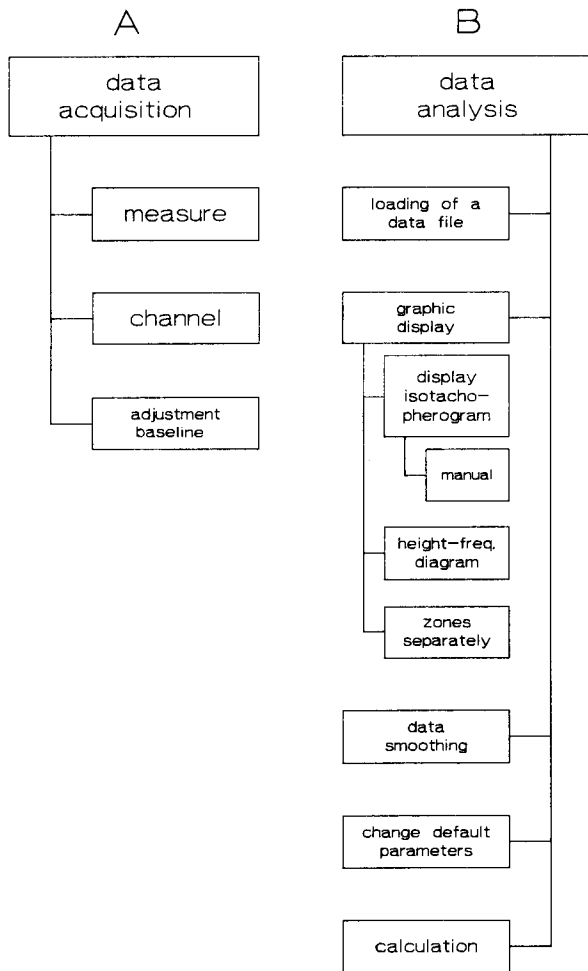 A
data
acquisition
measure
channel
adjustment
baseline
B
data
analysis
loading of a
data file
graphic
display
display
isotacho-
pherogram
manual
height-freq.
diagram
zones
separately
data
smoothing
change default
parameters
calculation